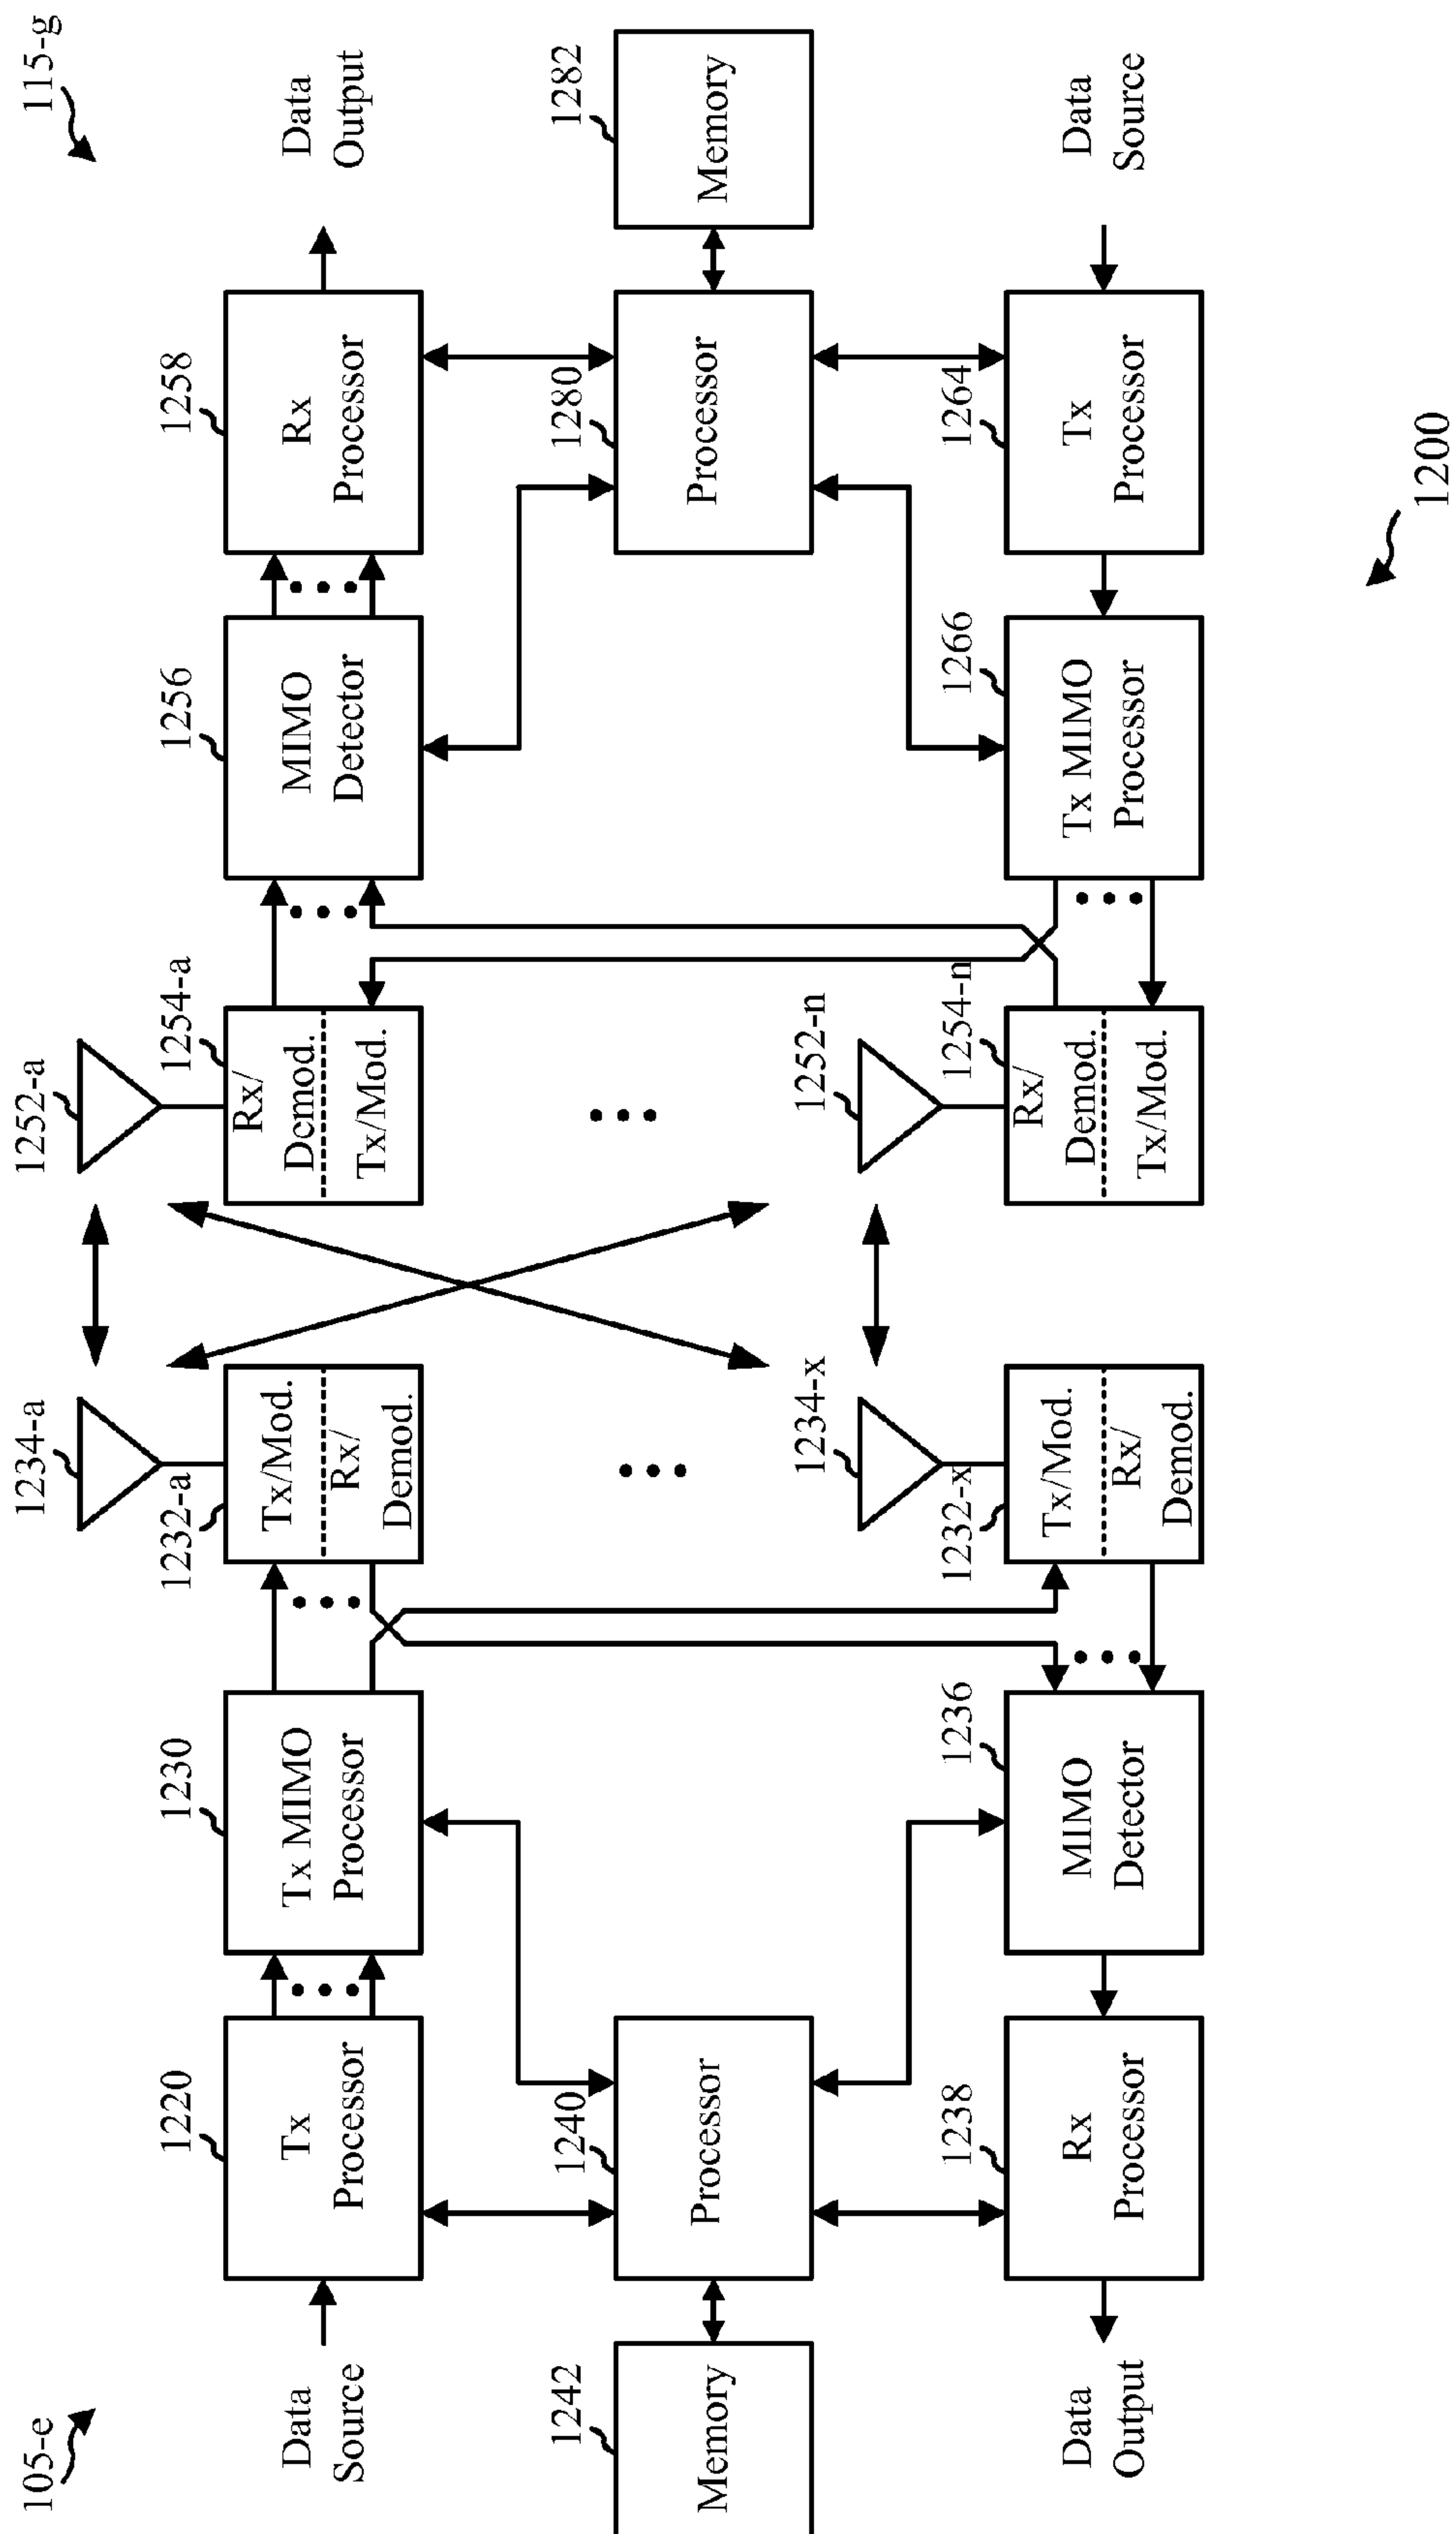 105-e
115-g
1234-a
1252-a
Data
Source
1220
Tx
Processor
1230
Tx MIMO
Processor
1232-a
Tx/Mod.
Rx/
Demod.
1254-a
Rx/
Demod.
Tx/Mod.
1256
MIMO
Detector
1258
Rx
Processor
Data
Output
1242
Memory
1240
Processor
1280
Processor
1282
Memory
1234-x
1252-n
Data
Output
1238
Rx
Processor
1236
MIMO
Detector
1232-x
Tx/Mod.
Rx/
Demod.
1254-n
Rx/
Demod.
Tx/Mod.
1266
Tx MIMO
Processor
1264
Tx
Processor
Data
Source
1200